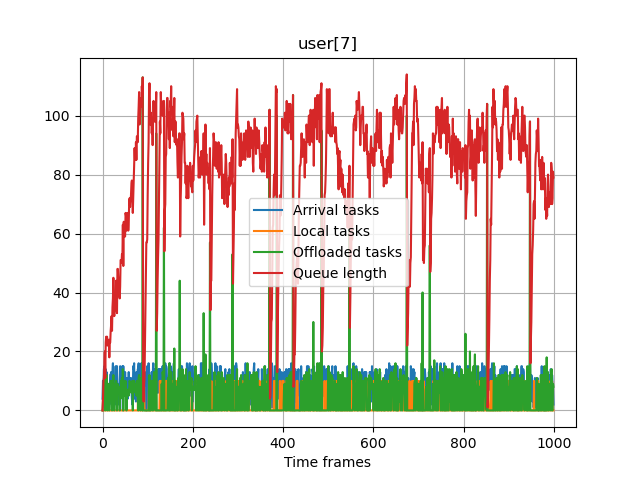 user[7]
100
80
60
40
20
0
Arrival tasks
Local tasks
Offloaded tasks
Queue length
0 200 400 600 800 1000
Time frames